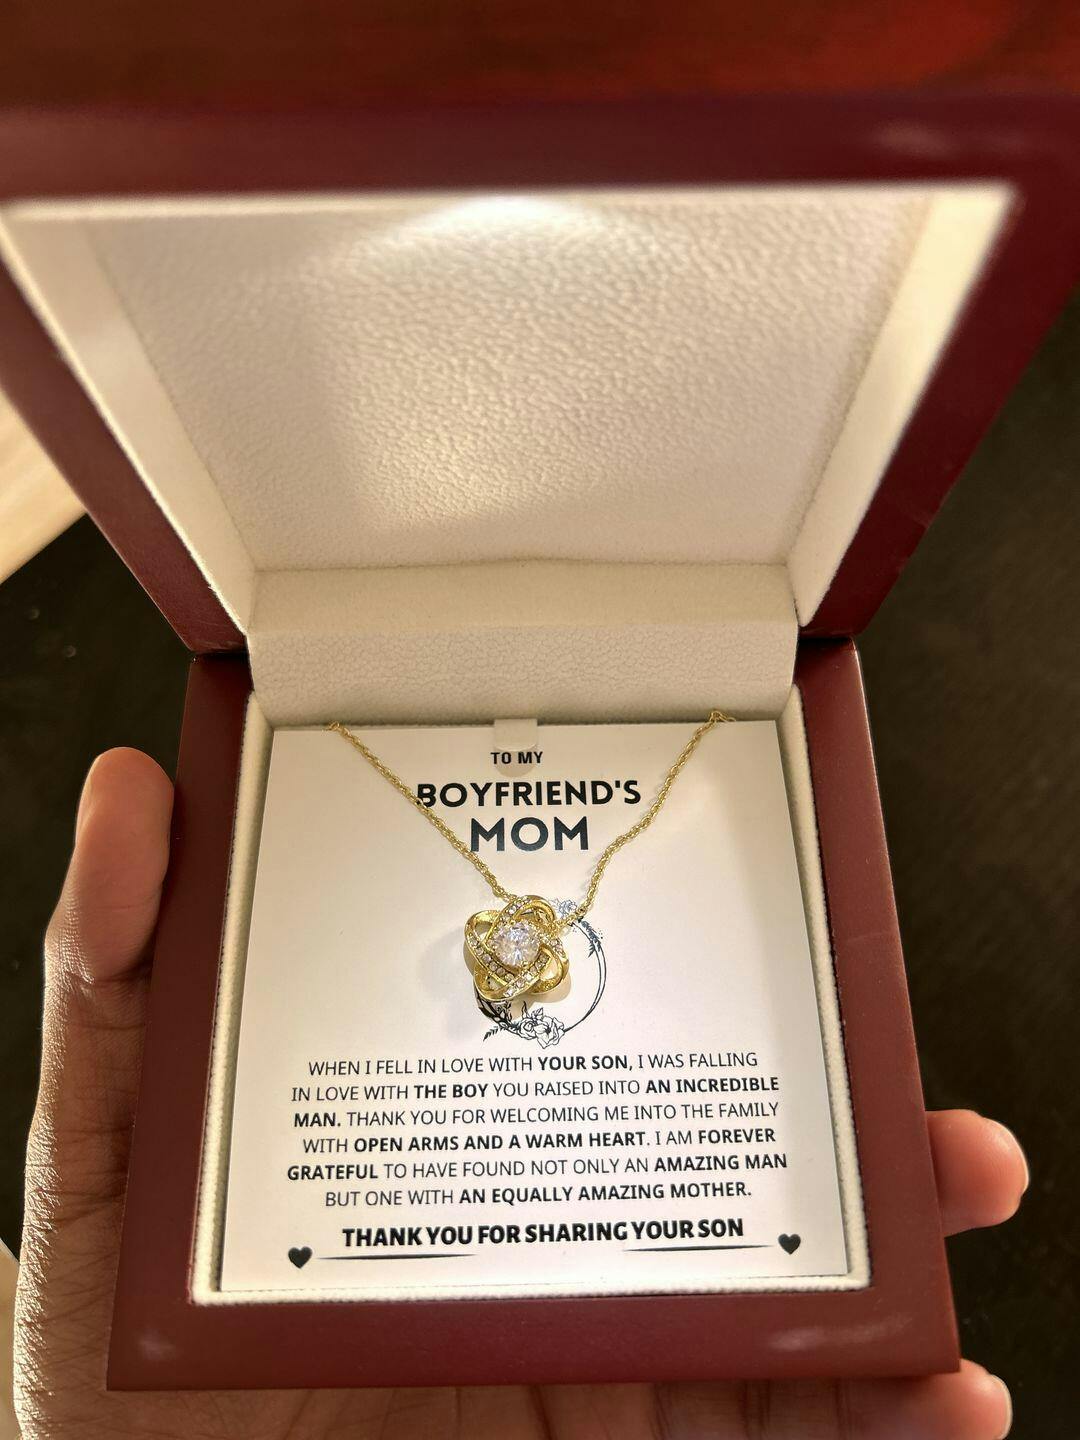 TO MY
BOYFRIEND'S
MOM
WHEN I FELL IN LOVE WITH YOUR SON, I WAS FALLING
IN LOVE WITH THE BOY YOU RAISED INTO AN INCREDIBLE
MAN. THANK YOU FOR WELCOMING ME INTO THE FAMILY
WITH OPEN ARMS AND A WARM HEART. I AM FOREVER
GRATEFUL TO HAVE FOUND NOT ONLY AN AMAZING MAN
BUT ONE WITH AN EQUALLY AMAZING MOTHER.
THANK YOU FOR SHARING YOUR SON